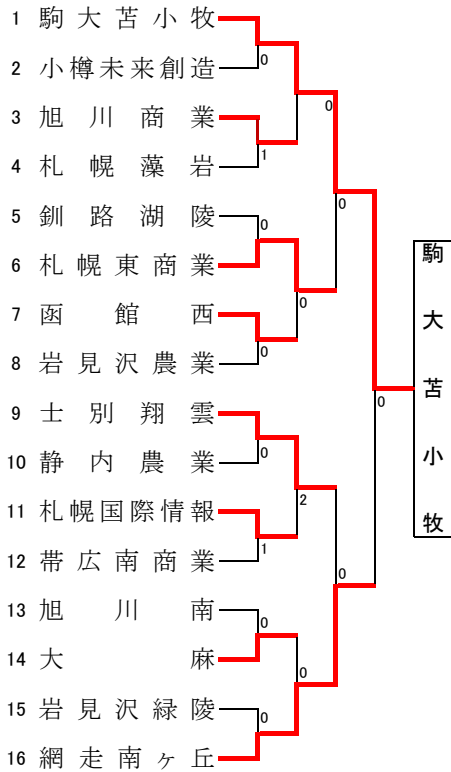 1 駒大苫小牧
0
2 小樽未来創造
0
3 旭川商業
1
4 札幌藻岩
0
5 釧路湖陵
0
6 札幌東商業
0
7 函館西
0
8 岩見沢農業
駒大苫小牧
0
9 士別翔雲
0
10 静内農業
2
11 札幌国際情報
1
12 帯広南商業
0
13 旭川南
0
14 大麻
0
15 岩見沢緑陵
0
16 網走南ヶ丘